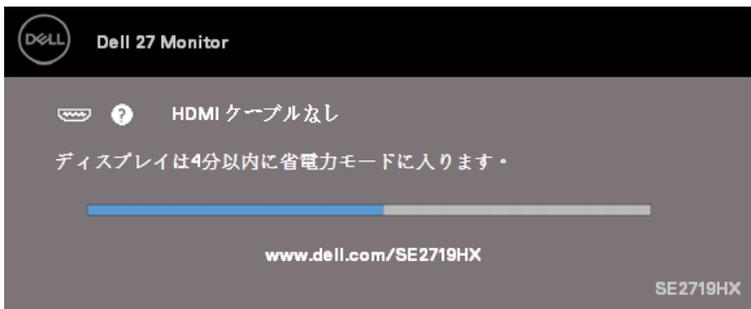 DELL
Dell 27 Monitor
? HDMI ケーブルなし
ディスプレイは4分以内に省電力モードに入ります。
www.dell.com/SE2719HX
SE2719HX